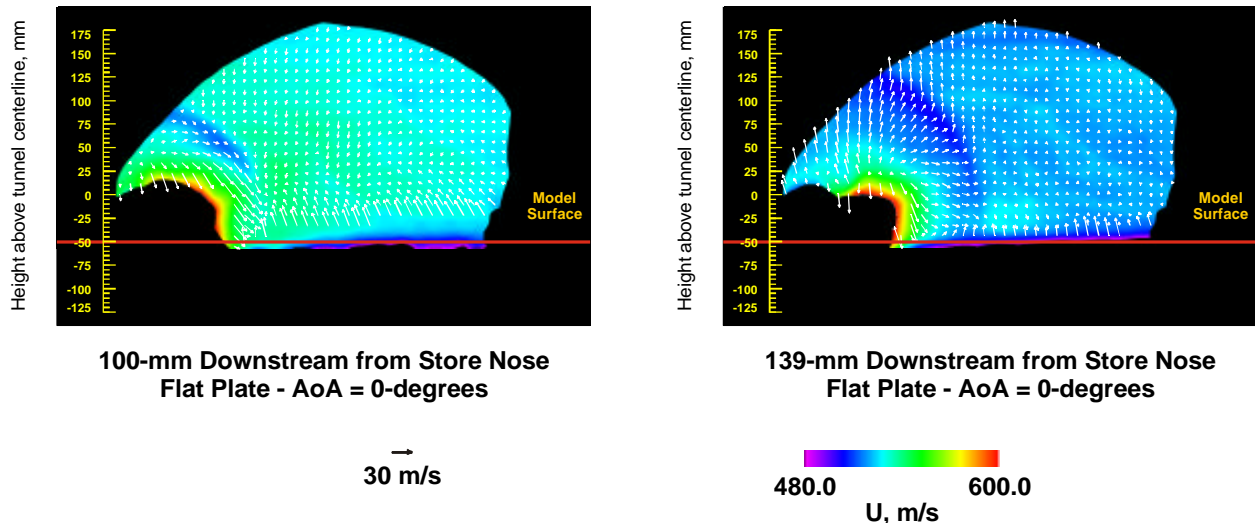 Height above tunnel centerline, mm
175
150
125
100
75
50
25
0
-25
-50
-75
-100
-125
Model
Surface
100-mm Downstream from Store Nose
Flat Plate - AoA = 0-degrees
30 m/s
Height above tunnel centerline, mm
175
150
125
100
75
50
25
0
-25
-50
-75
-100
-125
Model
Surface
139-mm Downstream from Store Nose
Flat Plate - AoA = 0-degrees
480.0 600.0
U, m/s